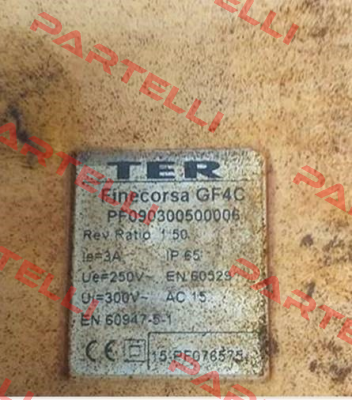 PARTELLI
PARTELLI
TER
Finecorsa GF4C
PF090300500006
Rev Ratio 1:50
Ie=3A IP 65
Ue=250V~ EN 60529
Ui=300V~ AC 15
EN 60947-5-1
CE 15-PF076575
PARTELLI